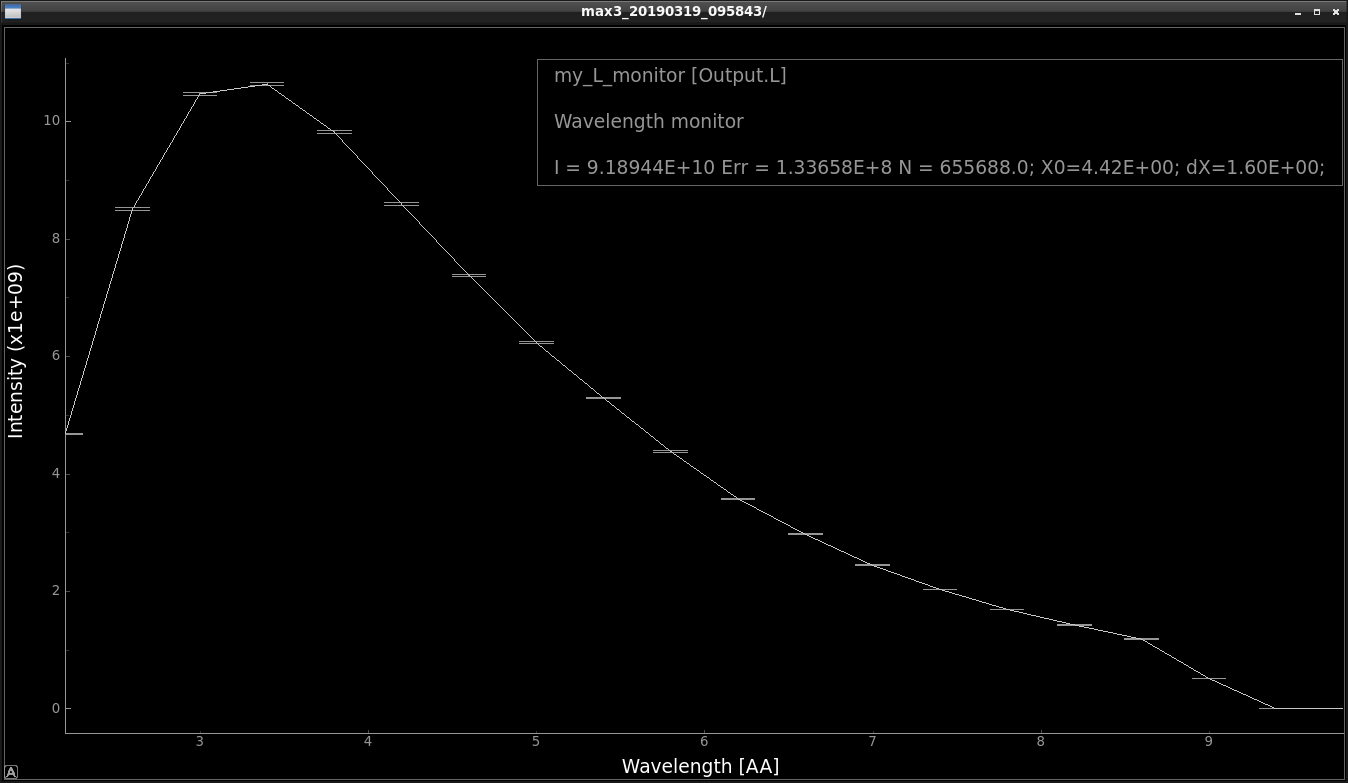 max3_20190319_095843/
my_L_monitor [Output.L]
Wavelength monitor
I = 9.18944E+10 Err = 1.33658E+8 N = 655688.0; X0=4.42E+00; dX=1.60E+00;
Intensity (x1e+09)
10
8
6
4
2
0
3 4 5 6 7 8 9
Wavelength [AA]
A